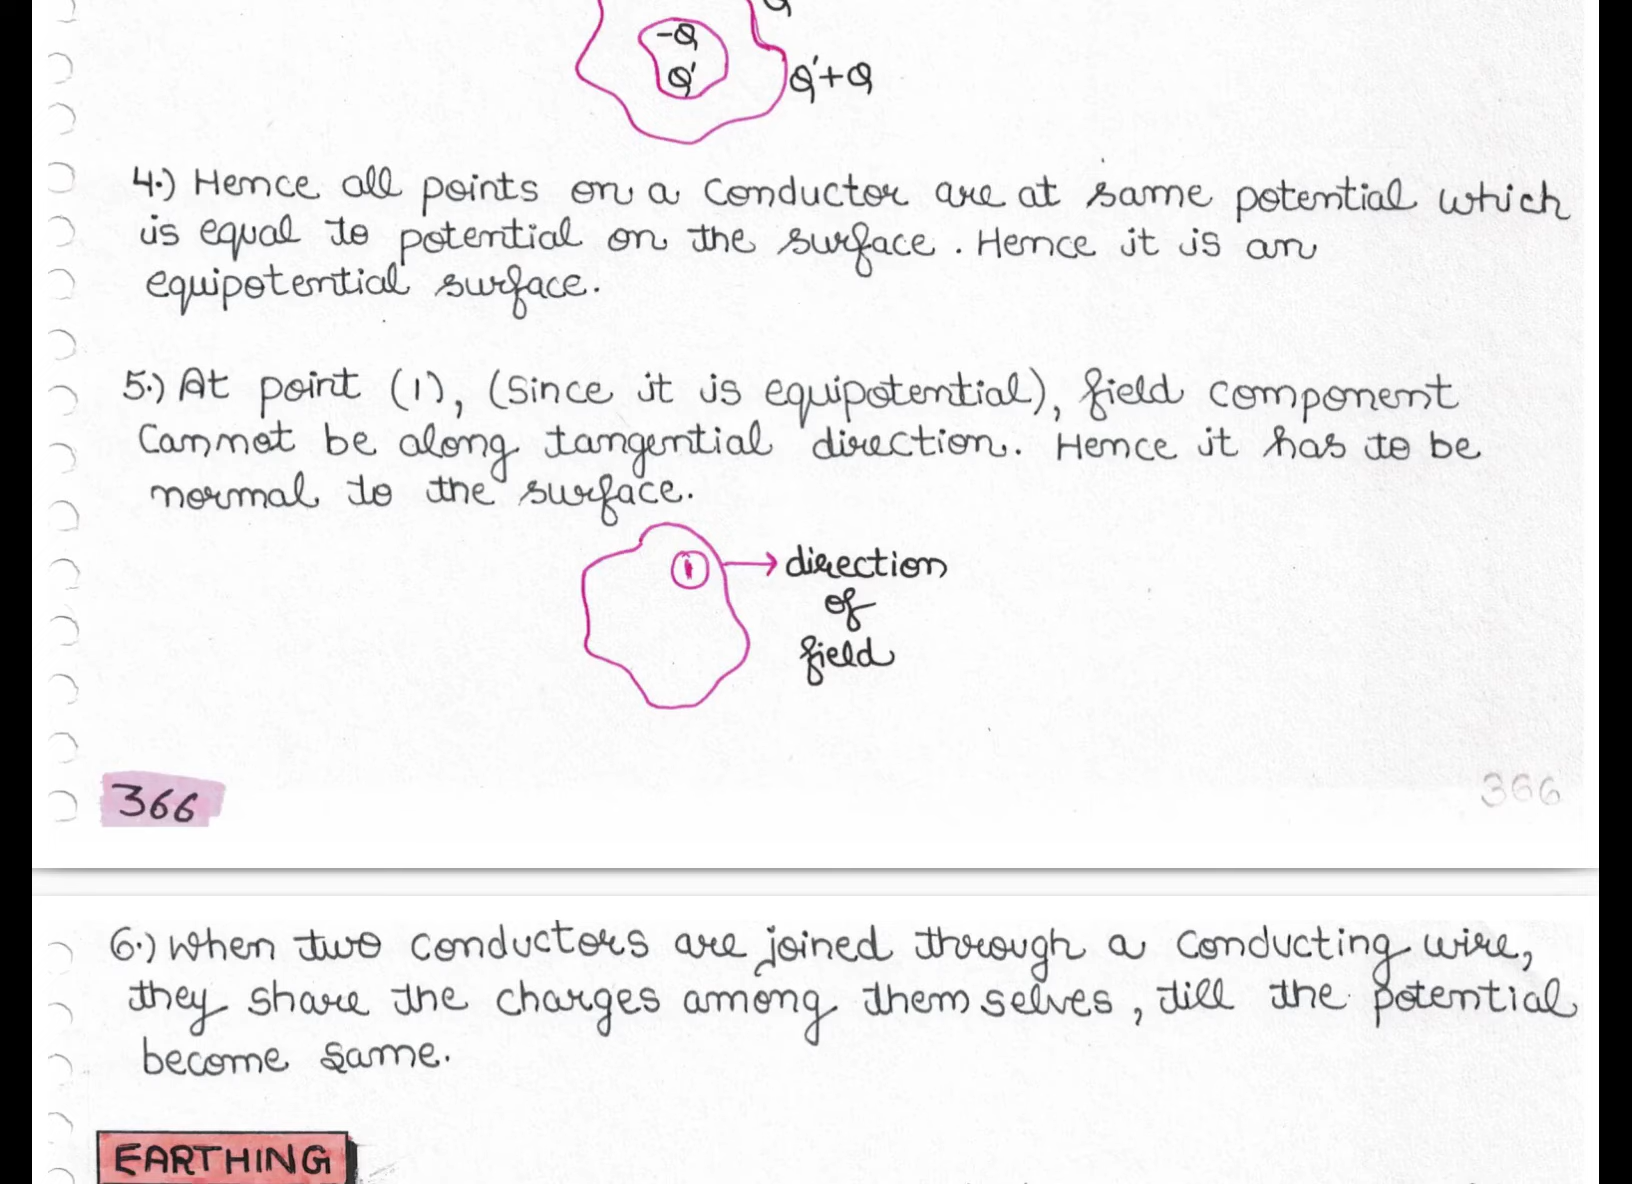 -Q
Q'
Q'+Q
4.) Hence all points on a conductor are at same potential which
is equal to potential on the surface. Hence it is an
equipotential surface.
5.) At point (1), (Since it is equipotential), field component
Cannot be along tangential direction. Hence it has to be
normal to the surface.
1
direction
of
field
366
366
6.) When two conductors are joined through a conducting wire,
they share the charges among themselves, till the potential
become same.
EARTHING